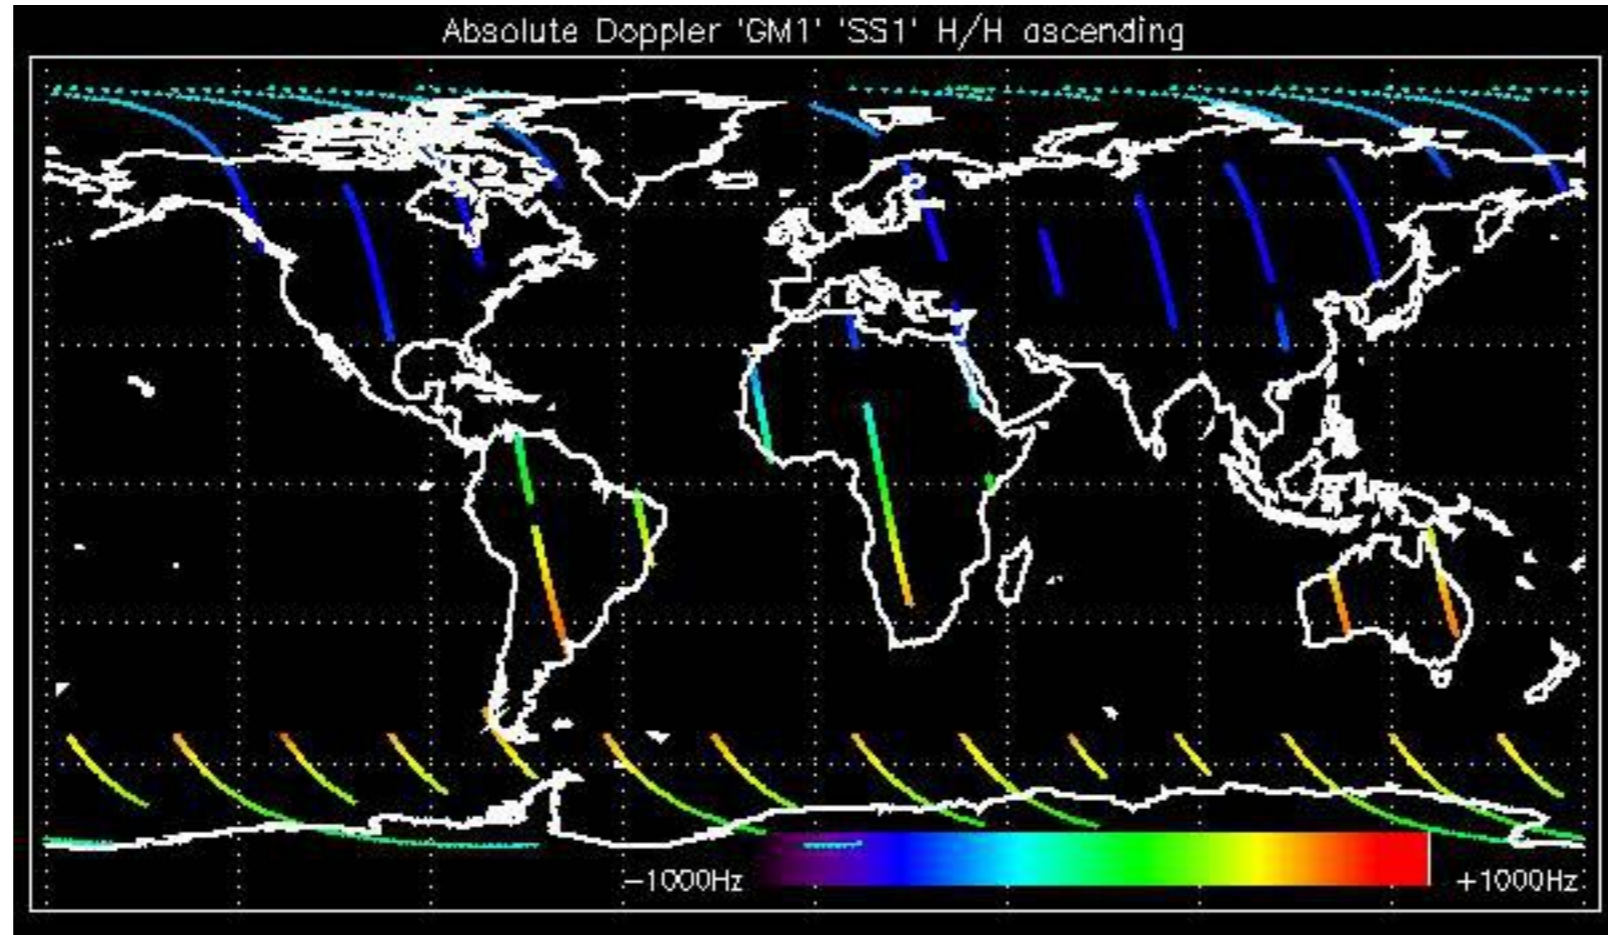 Absolute Doppler 'GM1' 'SS1' H/H ascending
−1000Hz +1000Hz